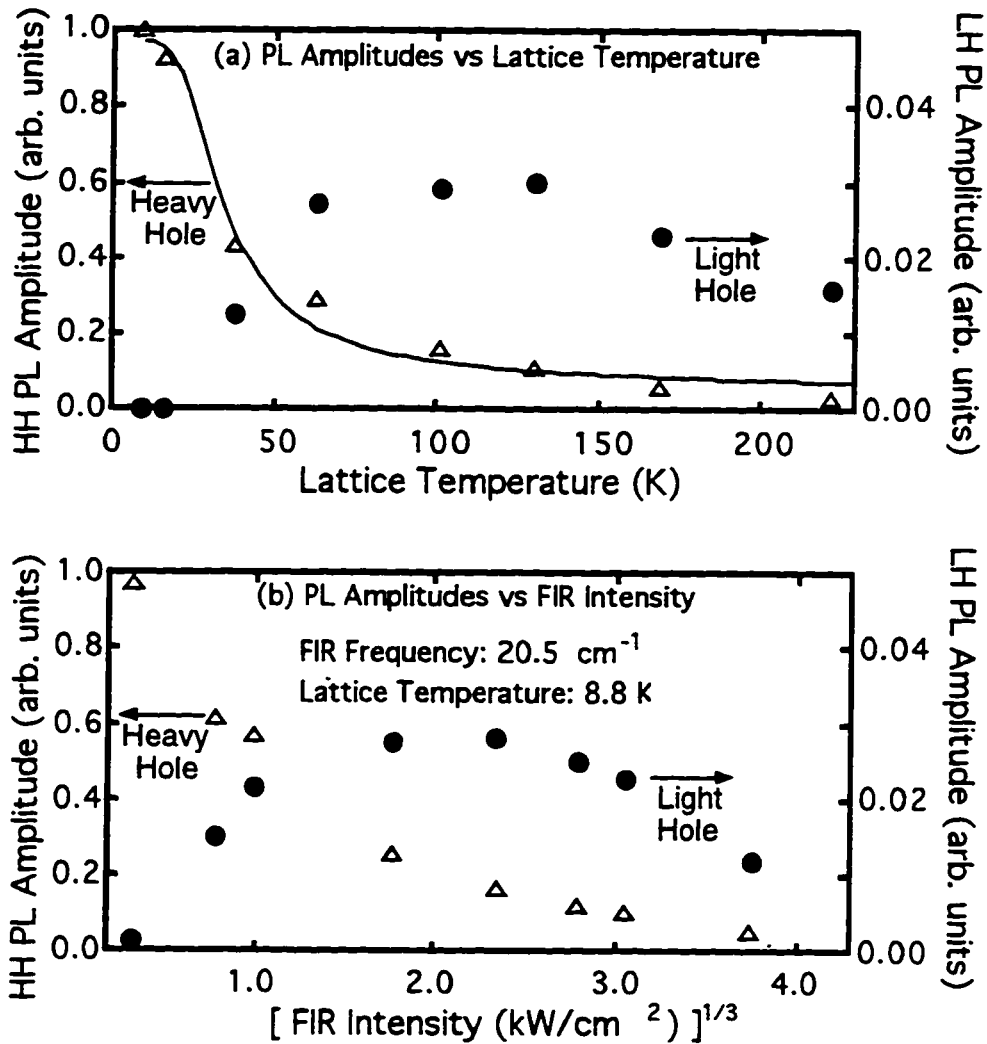 (a) PL Amplitudes vs Lattice Temperature
HH PL Amplitude (arb. units)
1.0
0.8
0.6
0.4
0.2
0.0
Heavy
Hole
Light
Hole
0.04
0.02
0.00
LH PL Amplitude (arb. units)
0 50 100 150 200
Lattice Temperature (K)
(b) PL Amplitudes vs FIR Intensity
FIR Frequency: 20.5 cm⁻¹
Lattice Temperature: 8.8 K
HH PL Amplitude (arb. units)
1.0
0.8
0.6
0.4
0.2
0.0
Heavy
Hole
Light
Hole
0.04
0.02
0.00
LH PL Amplitude (arb. units)
1.0 2.0 3.0 4.0
[ FIR Intensity (kW/cm ²) ]¹/³